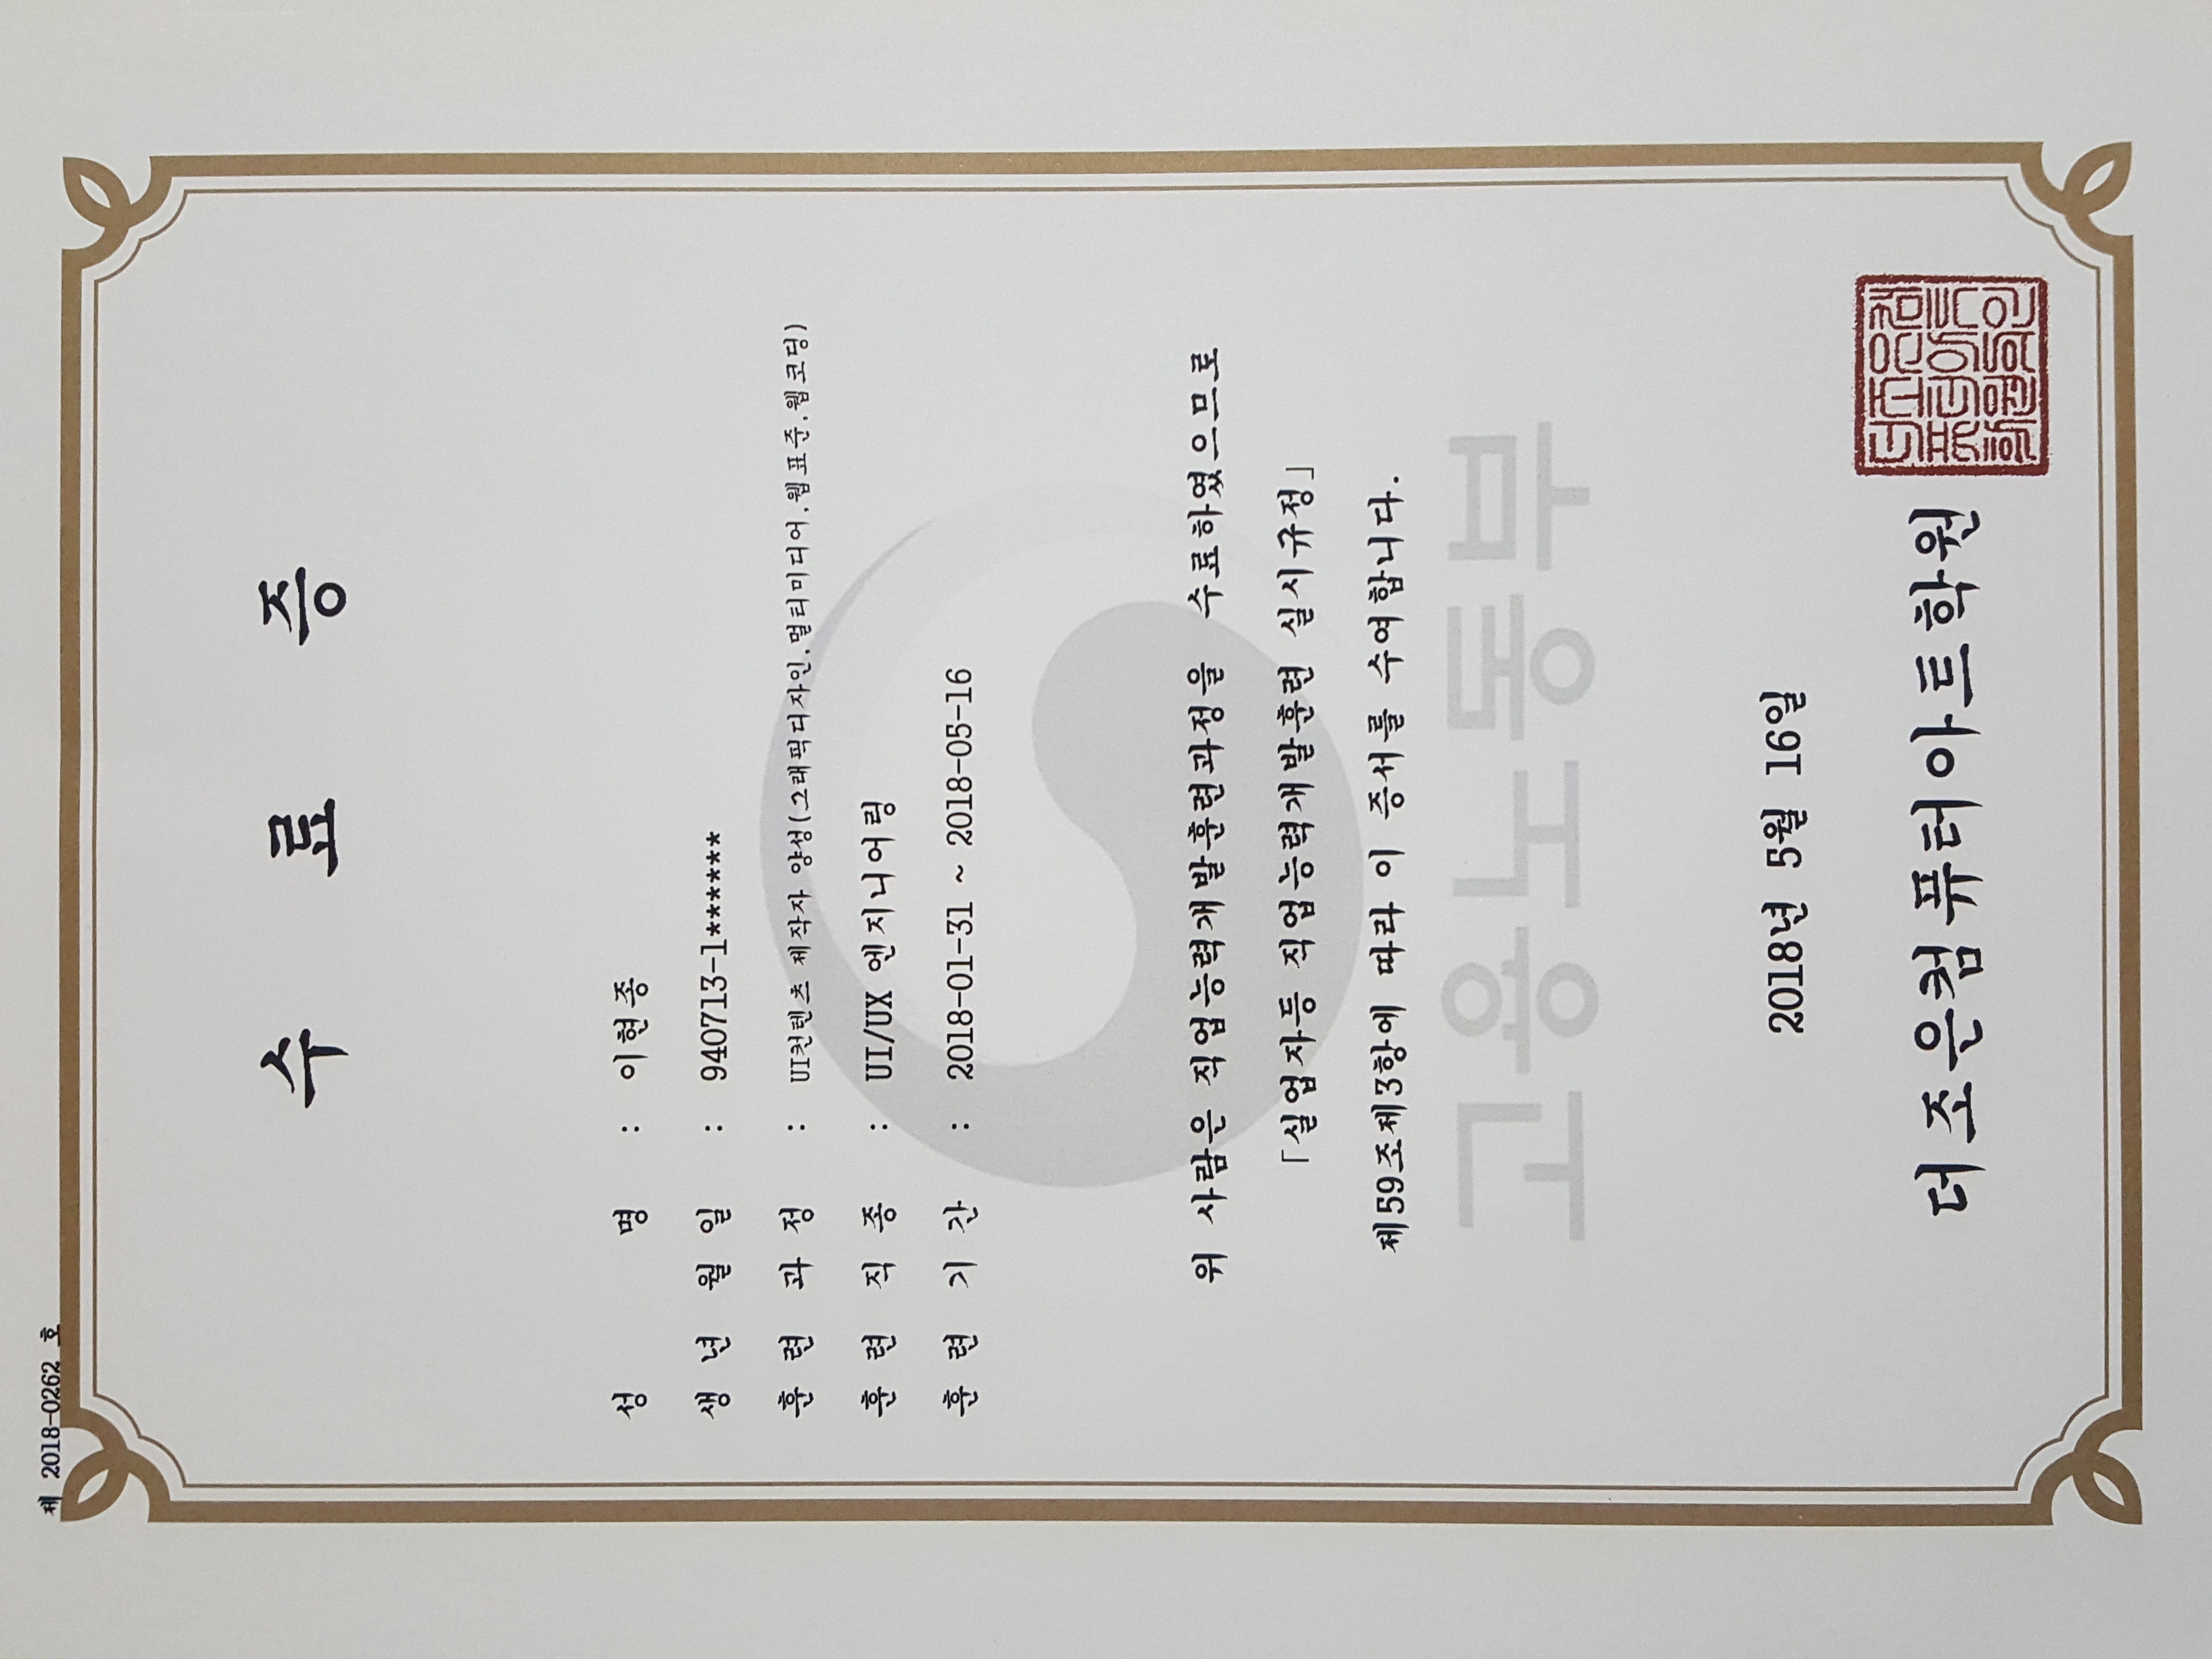 제 2018-0262 호
수 료 증
성 명 : 이현종
생 년 월 일 : 940713-1******
훈 련 과 정 : UI컨텐츠 제작자 양성(그래픽디자인,멀티미디어,웹표준,웹코딩)
훈 련 직 종 : UI/UX 엔지니어링
훈 련 기 간 : 2018-01-31 ~ 2018-05-16
위 사람은 직업능력개발훈련과정을 수료하였으므로
「실업자등 직업능력개발훈련 실시규정」
제59조제3항에 따라 이 증서를 수여합니다.
고용노동부
2018년 5월 16일
더조은컴퓨터아트학원
더조은컴
퓨터아트
학원